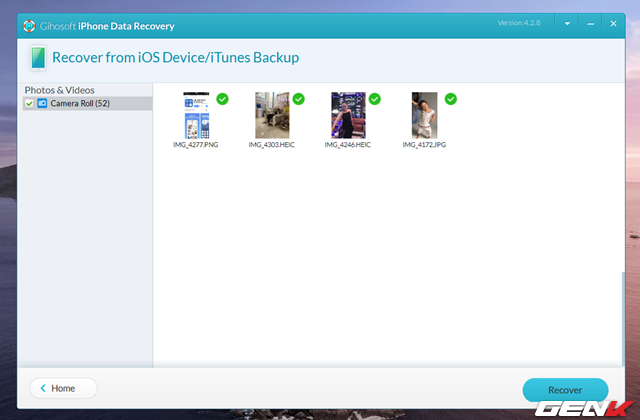 Gihosoft iPhone Data Recovery
Version:4.2.6
Recover from iOS Device/iTunes Backup
Photos & Videos
Camera Roll (52)
IMG_4277.PNG
IMG_4303.HEIC
IMG_4246.HEIC
IMG_4172.JPG
Home
Recover
GENK